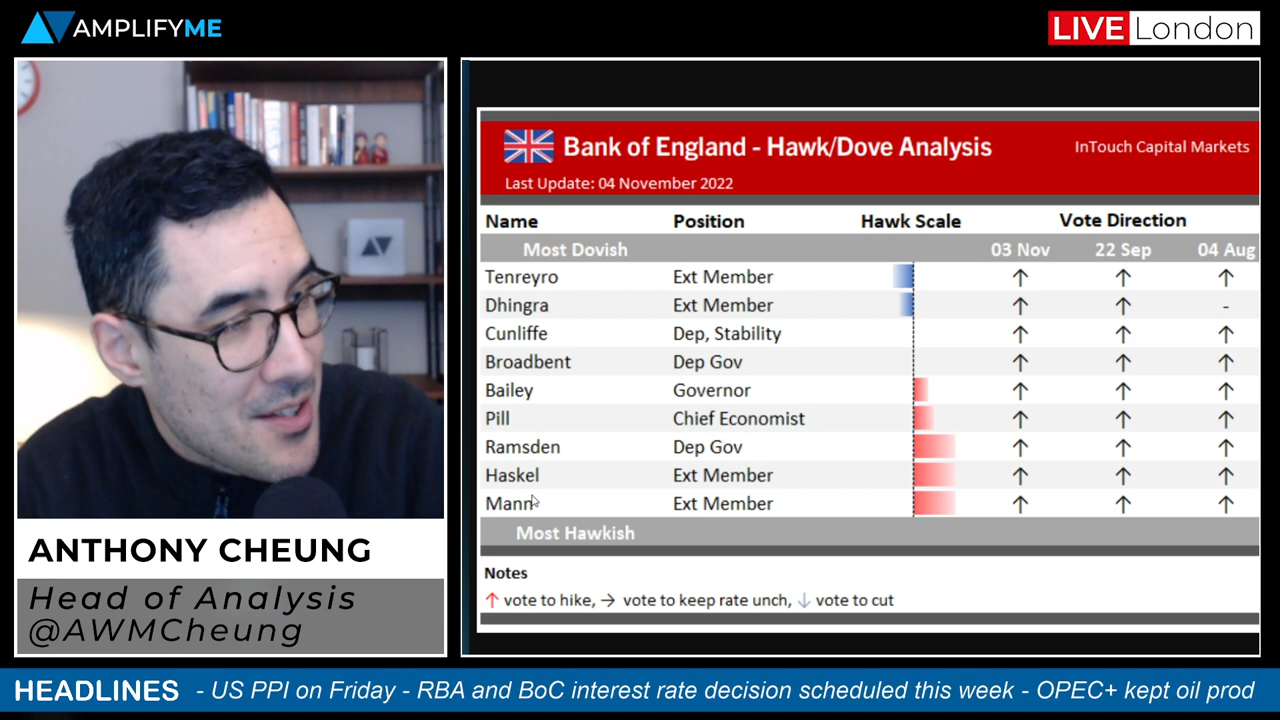 AMPLIFYME
LIVE London
Bank of England - Hawk/Dove Analysis
InTouch Capital Markets
Last Update: 04 November 2022
Name Position Hawk Scale Vote Direction
Most Dovish 03 Nov 22 Sep 04 Aug
Tenreyro Ext Member ↑ ↑ ↑
Dhingra Ext Member ↑ ↑ -
Cunliffe Dep, Stability ↑ ↑ ↑
Broadbent Dep Gov ↑ ↑ ↑
Bailey Governor ↑ ↑ ↑
Pill Chief Economist ↑ ↑ ↑
Ramsden Dep Gov ↑ ↑ ↑
Haskel Ext Member ↑ ↑ ↑
Mann Ext Member ↑ ↑ ↑
Most Hawkish
Notes
↑ vote to hike, → vote to keep rate unch, ↓ vote to cut
ANTHONY CHEUNG
Head of Analysis
@AWMCheung
HEADLINES - US PPI on Friday - RBA and BoC interest rate decision scheduled this week - OPEC+ kept oil prod